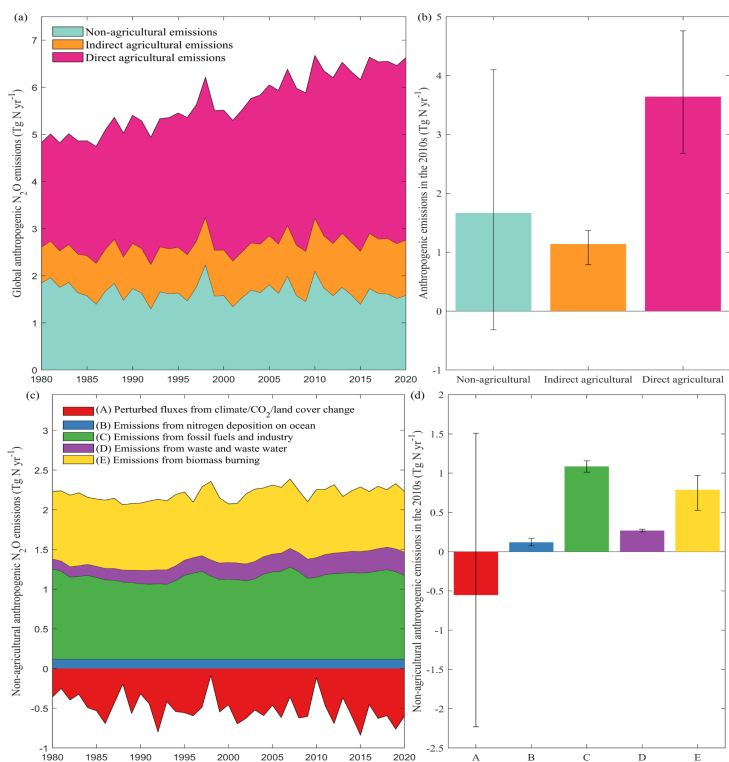 (a)
Non-agricultural emissions
Indirect agricultural emissions
Direct agricultural emissions
Global anthropogenic N2O emissions (Tg N yr-1)
7
6
5
4
3
2
1
0
1980 1985 1990 1995 2000 2005 2010 2015 2020
(b)
Anthropogenic emissions in the 2010s (Tg N yr-1)
5
4
3
2
1
0
-1
Non-agricultural Indirect agricultural Direct agricultural
(c)
(A) Perturbed fluxes from climate/CO2/land cover change
(B) Emissions from nitrogen deposition on ocean
(C) Emissions from fossil fuels and industry
(D) Emissions from waste and waste water
(E) Emissions from biomass burning
Non-agricultural anthropogenic N2O emissions (Tg N yr-1)
3
2.5
2
1.5
1
0.5
0
-0.5
-1
1980 1985 1990 1995 2000 2005 2010 2015 2020
(d)
Non-agricultural anthropogenic emissions in the 2010s (Tg N yr-1)
2
1.5
1
0.5
0
-0.5
-1
-1.5
-2
-2.5
A B C D E